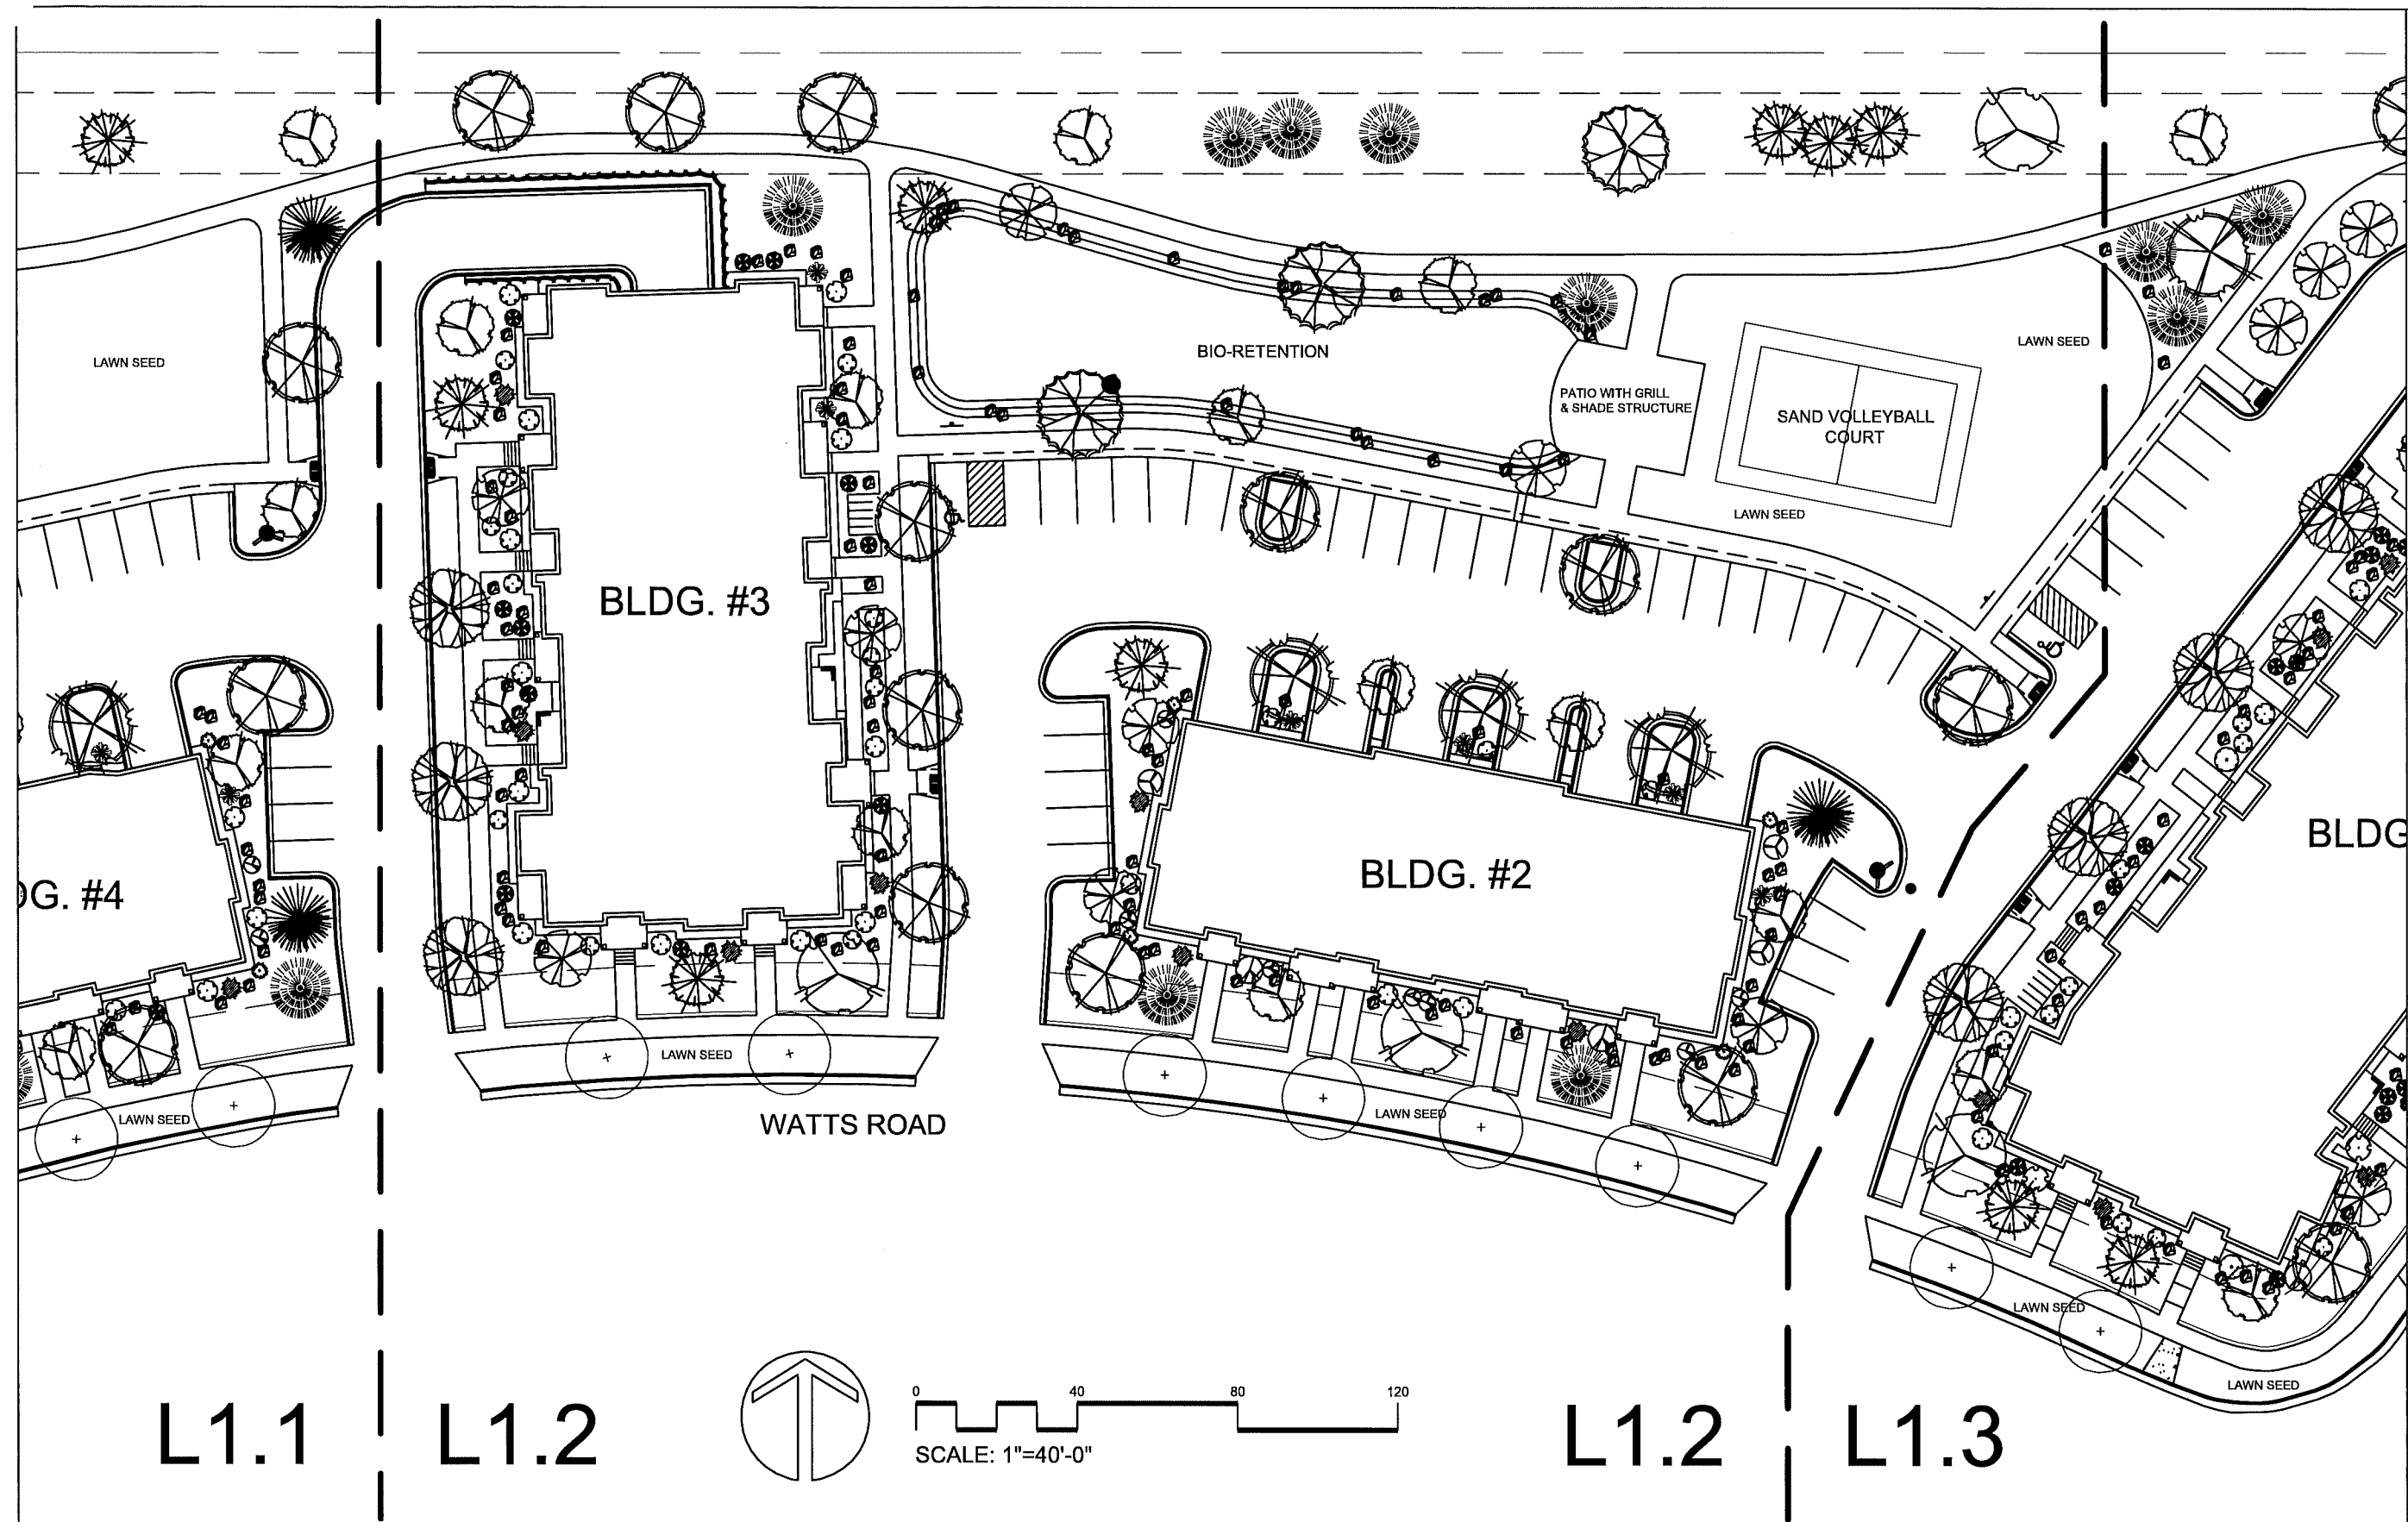 LAWN SEED
BIO-RETENTION
LAWN SEED
PATIO WITH GRILL
& SHADE STRUCTURE
SAND VOLLEYBALL
COURT
LAWN SEED
BLDG. #3
BLDG
BLDG. #2
DG. #4
LAWN SEED
LAWN SEED
LAWN SEED
WATTS ROAD
LAWN SEED
LAWN SEED
0 40 80 120
SCALE: 1"=40'-0"
L1.1
L1.2
L1.2
L1.3